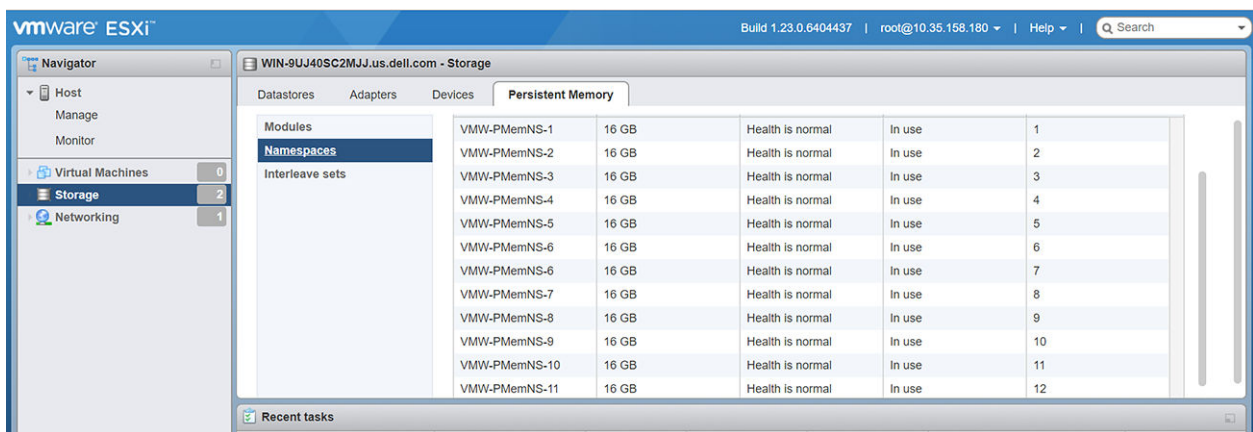 vmware ESXi™
Build 1.23.0.6404437 | root@10.35.158.180 | Help | Search
Navigator
Host
Manage
Monitor
Virtual Machines 0
Storage 2
Networking 1
WIN-9UJ40SC2MJJ.us.dell.com - Storage
Datastores Adapters Devices Persistent Memory
Modules
Namespaces
Interleave sets
VMW-PMemNS-1 16 GB Health is normal In use 1
VMW-PMemNS-2 16 GB Health is normal In use 2
VMW-PMemNS-3 16 GB Health is normal In use 3
VMW-PMemNS-4 16 GB Health is normal In use 4
VMW-PMemNS-5 16 GB Health is normal In use 5
VMW-PMemNS-6 16 GB Health is normal In use 6
VMW-PMemNS-6 16 GB Health is normal In use 7
VMW-PMemNS-7 16 GB Health is normal In use 8
VMW-PMemNS-8 16 GB Health is normal In use 9
VMW-PMemNS-9 16 GB Health is normal In use 10
VMW-PMemNS-10 16 GB Health is normal In use 11
VMW-PMemNS-11 16 GB Health is normal In use 12
Recent tasks